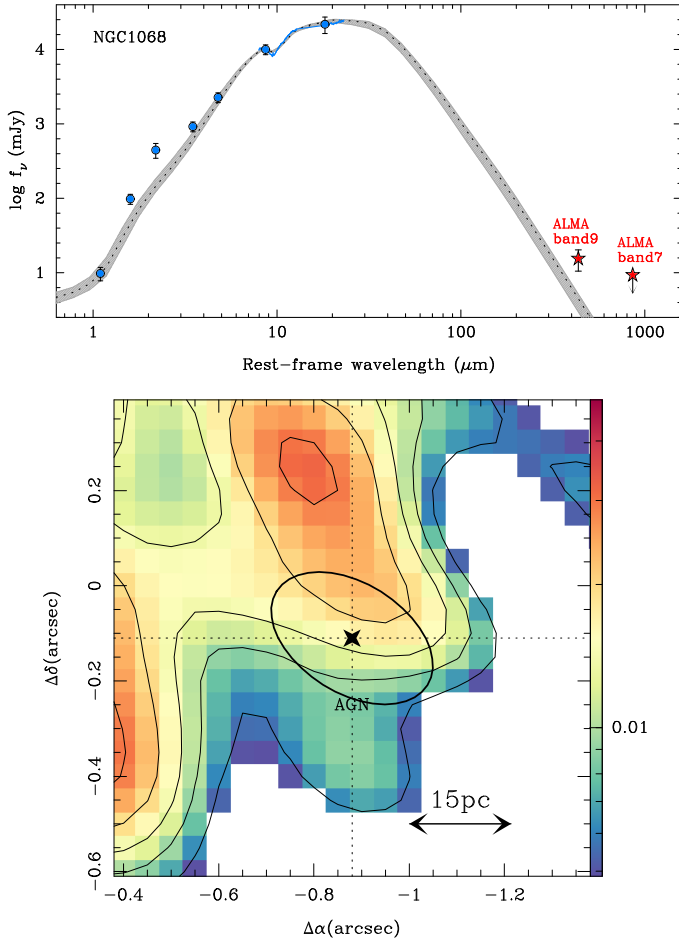 NGC1068
4
3
2
1
log fν (mJy)
ALMA
band9
ALMA
band7
1
10
100
1000
Rest-frame wavelength (μm)
0.2
0
−0.2
−0.4
−0.6
Δδ(arcsec)
AGN
15pc
0.01
−0.4
−0.6
−0.8
−1
−1.2
Δα(arcsec)